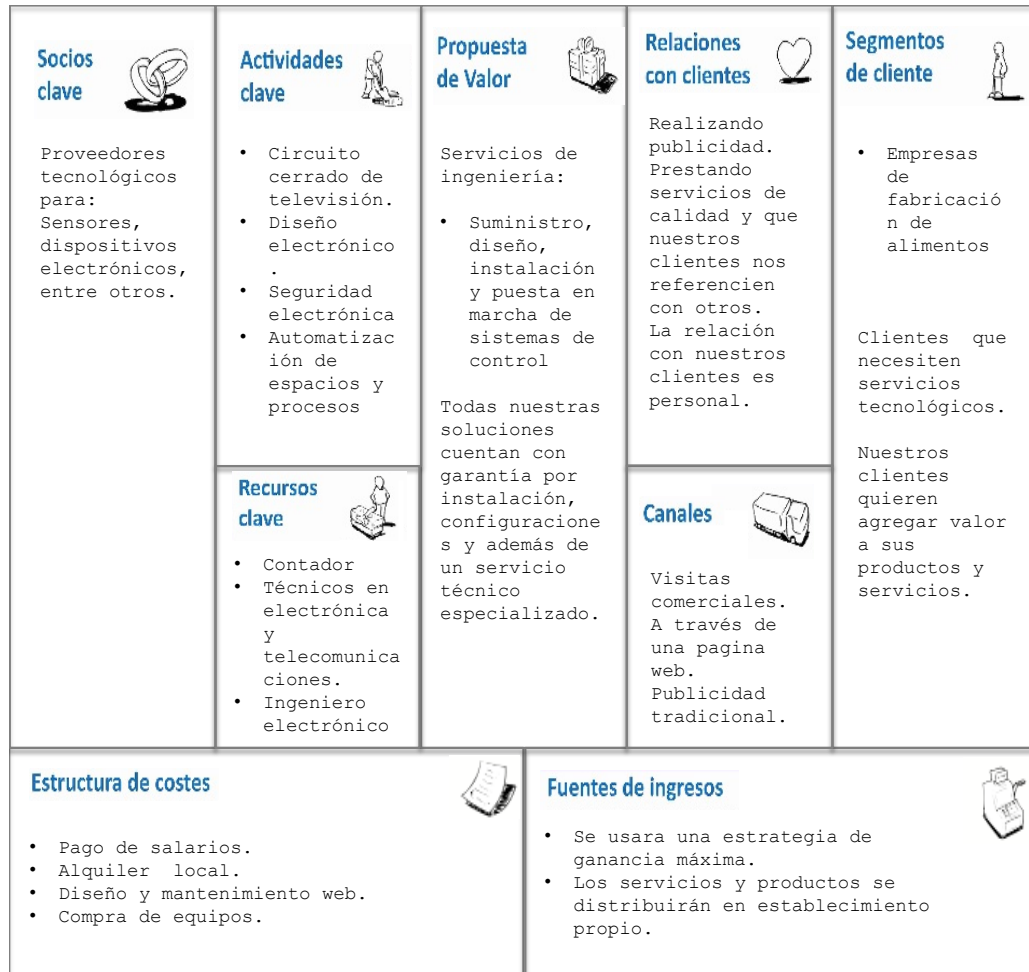 Socios
clave
Proveedores
tecnológicos
para:
Sensores,
dispositivos
electrónicos,
entre otros.
Actividades
clave
• Circuito
cerrado de
televisión.
• Diseño
electrónico
.
• Seguridad
electrónica
• Automatizac
ión de
espacios y
procesos
Recursos
clave
• Contador
• Técnicos en
electrónica
y
telecomunica
ciones.
• Ingeniero
electrónico
Propuesta
de Valor
Servicios de
ingeniería:
• Suministro,
diseño,
instalación
y puesta en
marcha de
sistemas de
control
Todas nuestras
soluciones
cuentan con
garantía por
instalación,
configuracione
s y además de
un servicio
técnico
especializado.
Relaciones
con clientes
Realizando
publicidad.
Prestando
servicios de
calidad y que
nuestros
clientes nos
referencien
con otros.
La relación
con nuestros
clientes es
personal.
Canales
Visitas
comerciales.
A través de
una pagina
web.
Publicidad
tradicional.
Segmentos
de cliente
• Empresas
de
fabricació
n de
alimentos
Clientes que
necesiten
servicios
tecnológicos.
Nuestros
clientes
quieren
agregar valor
a sus
productos y
servicios.
Estructura de costes
• Pago de salarios.
• Alquiler local.
• Diseño y mantenimiento web.
• Compra de equipos.
Fuentes de ingresos
• Se usara una estrategia de
ganancia máxima.
• Los servicios y productos se
distribuirán en establecimiento
propio.